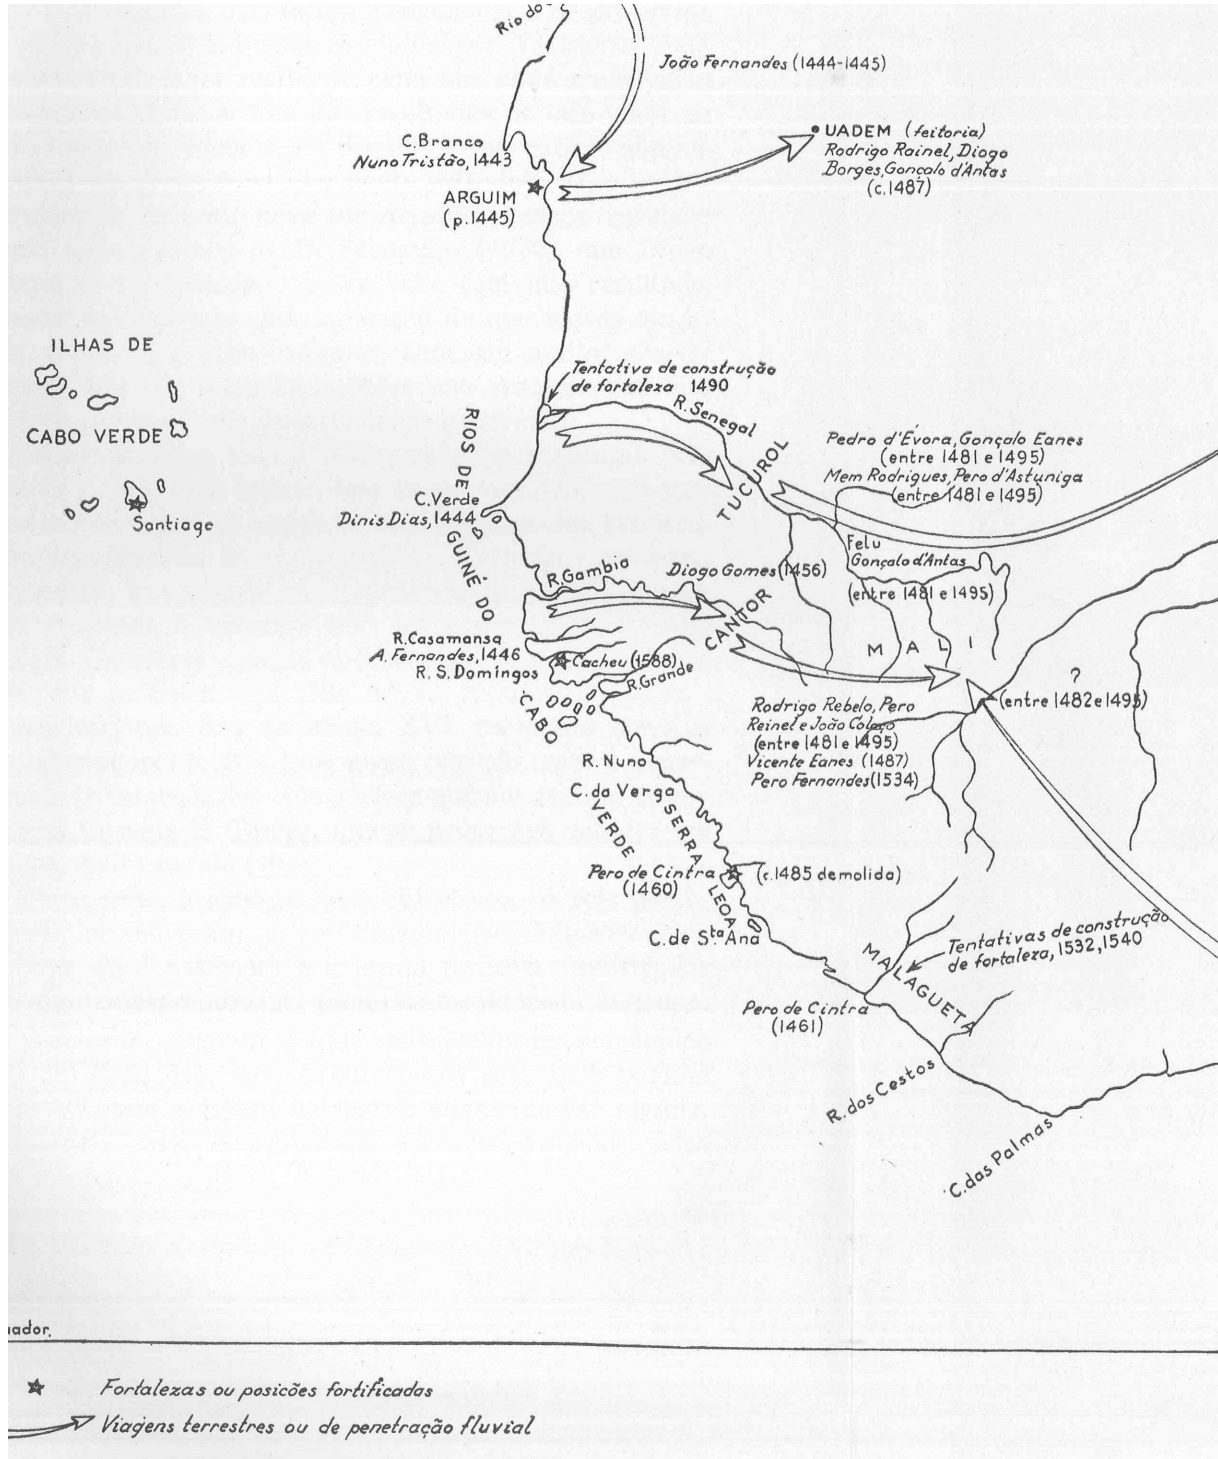 Rio do
João Fernandes (1444-1445)
C. Branco
Nuno Tristão, 1443
UADEM (feitoria)
Rodrigo Rainel, Diogo
Borges, Gonçalo d'Antas
(c.1487)
ARGUIM
(p.1445)
ILHAS DE
CABO VERDE
Santiago
Tentativa de construção
de fortaleza 1490
R. Senegal
RIOS DE
GUINÉ DO
CABO
VERDE
TUCUROL
Pedro d'Évora, Gonçalo Eanes
(entre 1481 e 1495)
Mem Rodrigues, Pero d'Astuniga
(entre 1481 e 1495)
C. Verde
Dinis Dias, 1444
Felu
Gonçalo d'Antas
(entre 1481 e 1495)
R. Gambia
Diogo Gomes (1456)
CANTOR
MALI
R. Casamansa
A. Fernandes, 1446
R. S. Domingos
Cacheu (1588)
R. Grande
?
(entre 1482 e 1495)
Rodrigo Rebelo, Pero
Reinel e João Colaço
(entre 1481 e 1495)
Vicente Eanes (1487)
Pero Fernandes (1534)
R. Nuno
C. da Verga
SERRA LEOA
Pero de Cintra
(1460)
(c.1485 demolida)
C. de Sta. Ana
MALAGUETA
Tentativas de construção
de fortaleza, 1532, 1540
Pero de Cintra
(1461)
R. dos Cestos
C. das Palmas
nador.
Fortalezas ou posicões fortificadas
Viagens terrestres ou de penetração fluvial